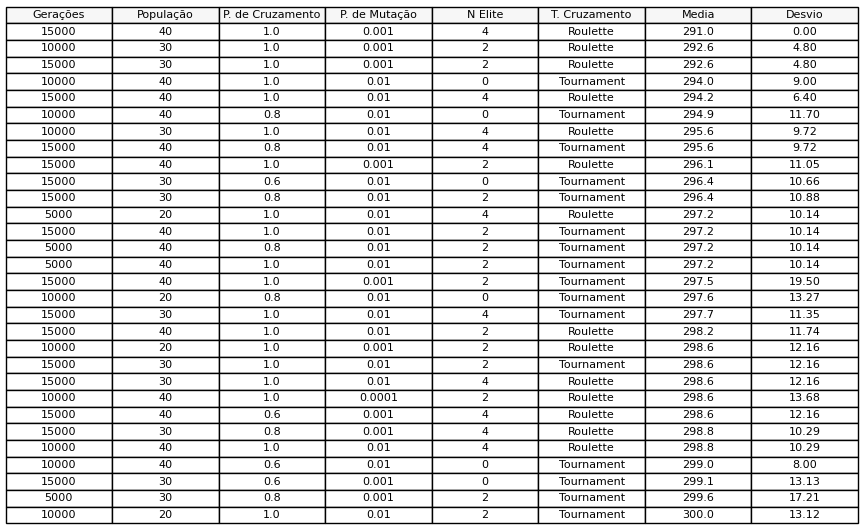 Gerações População P. de Cruzamento P. de Mutação N Elite T. Cruzamento Media Desvio
15000 40 1.0 0.001 4 Roulette 291.0 0.00
10000 30 1.0 0.001 2 Roulette 292.6 4.80
15000 30 1.0 0.001 2 Roulette 292.6 4.80
10000 40 1.0 0.01 0 Tournament 294.0 9.00
15000 40 1.0 0.01 4 Roulette 294.2 6.40
10000 40 0.8 0.01 0 Tournament 294.9 11.70
10000 30 1.0 0.01 4 Roulette 295.6 9.72
15000 40 0.8 0.01 4 Tournament 295.6 9.72
15000 40 1.0 0.001 2 Roulette 296.1 11.05
15000 30 0.6 0.01 0 Tournament 296.4 10.66
15000 30 0.8 0.01 2 Tournament 296.4 10.88
5000 20 1.0 0.01 4 Roulette 297.2 10.14
15000 40 1.0 0.01 2 Tournament 297.2 10.14
5000 40 0.8 0.01 2 Tournament 297.2 10.14
5000 40 1.0 0.01 2 Tournament 297.2 10.14
15000 40 1.0 0.001 2 Tournament 297.5 19.50
10000 20 0.8 0.01 0 Tournament 297.6 13.27
15000 30 1.0 0.01 4 Tournament 297.7 11.35
15000 40 1.0 0.01 2 Roulette 298.2 11.74
10000 20 1.0 0.001 2 Roulette 298.6 12.16
15000 30 1.0 0.01 2 Tournament 298.6 12.16
15000 30 1.0 0.01 4 Roulette 298.6 12.16
10000 40 1.0 0.0001 2 Roulette 298.6 13.68
15000 40 0.6 0.001 4 Roulette 298.6 12.16
15000 30 0.8 0.001 4 Roulette 298.8 10.29
10000 40 1.0 0.01 4 Roulette 298.8 10.29
10000 40 0.6 0.01 0 Tournament 299.0 8.00
15000 30 0.6 0.001 0 Tournament 299.1 13.13
5000 30 0.8 0.001 2 Tournament 299.6 17.21
10000 20 1.0 0.01 2 Tournament 300.0 13.12